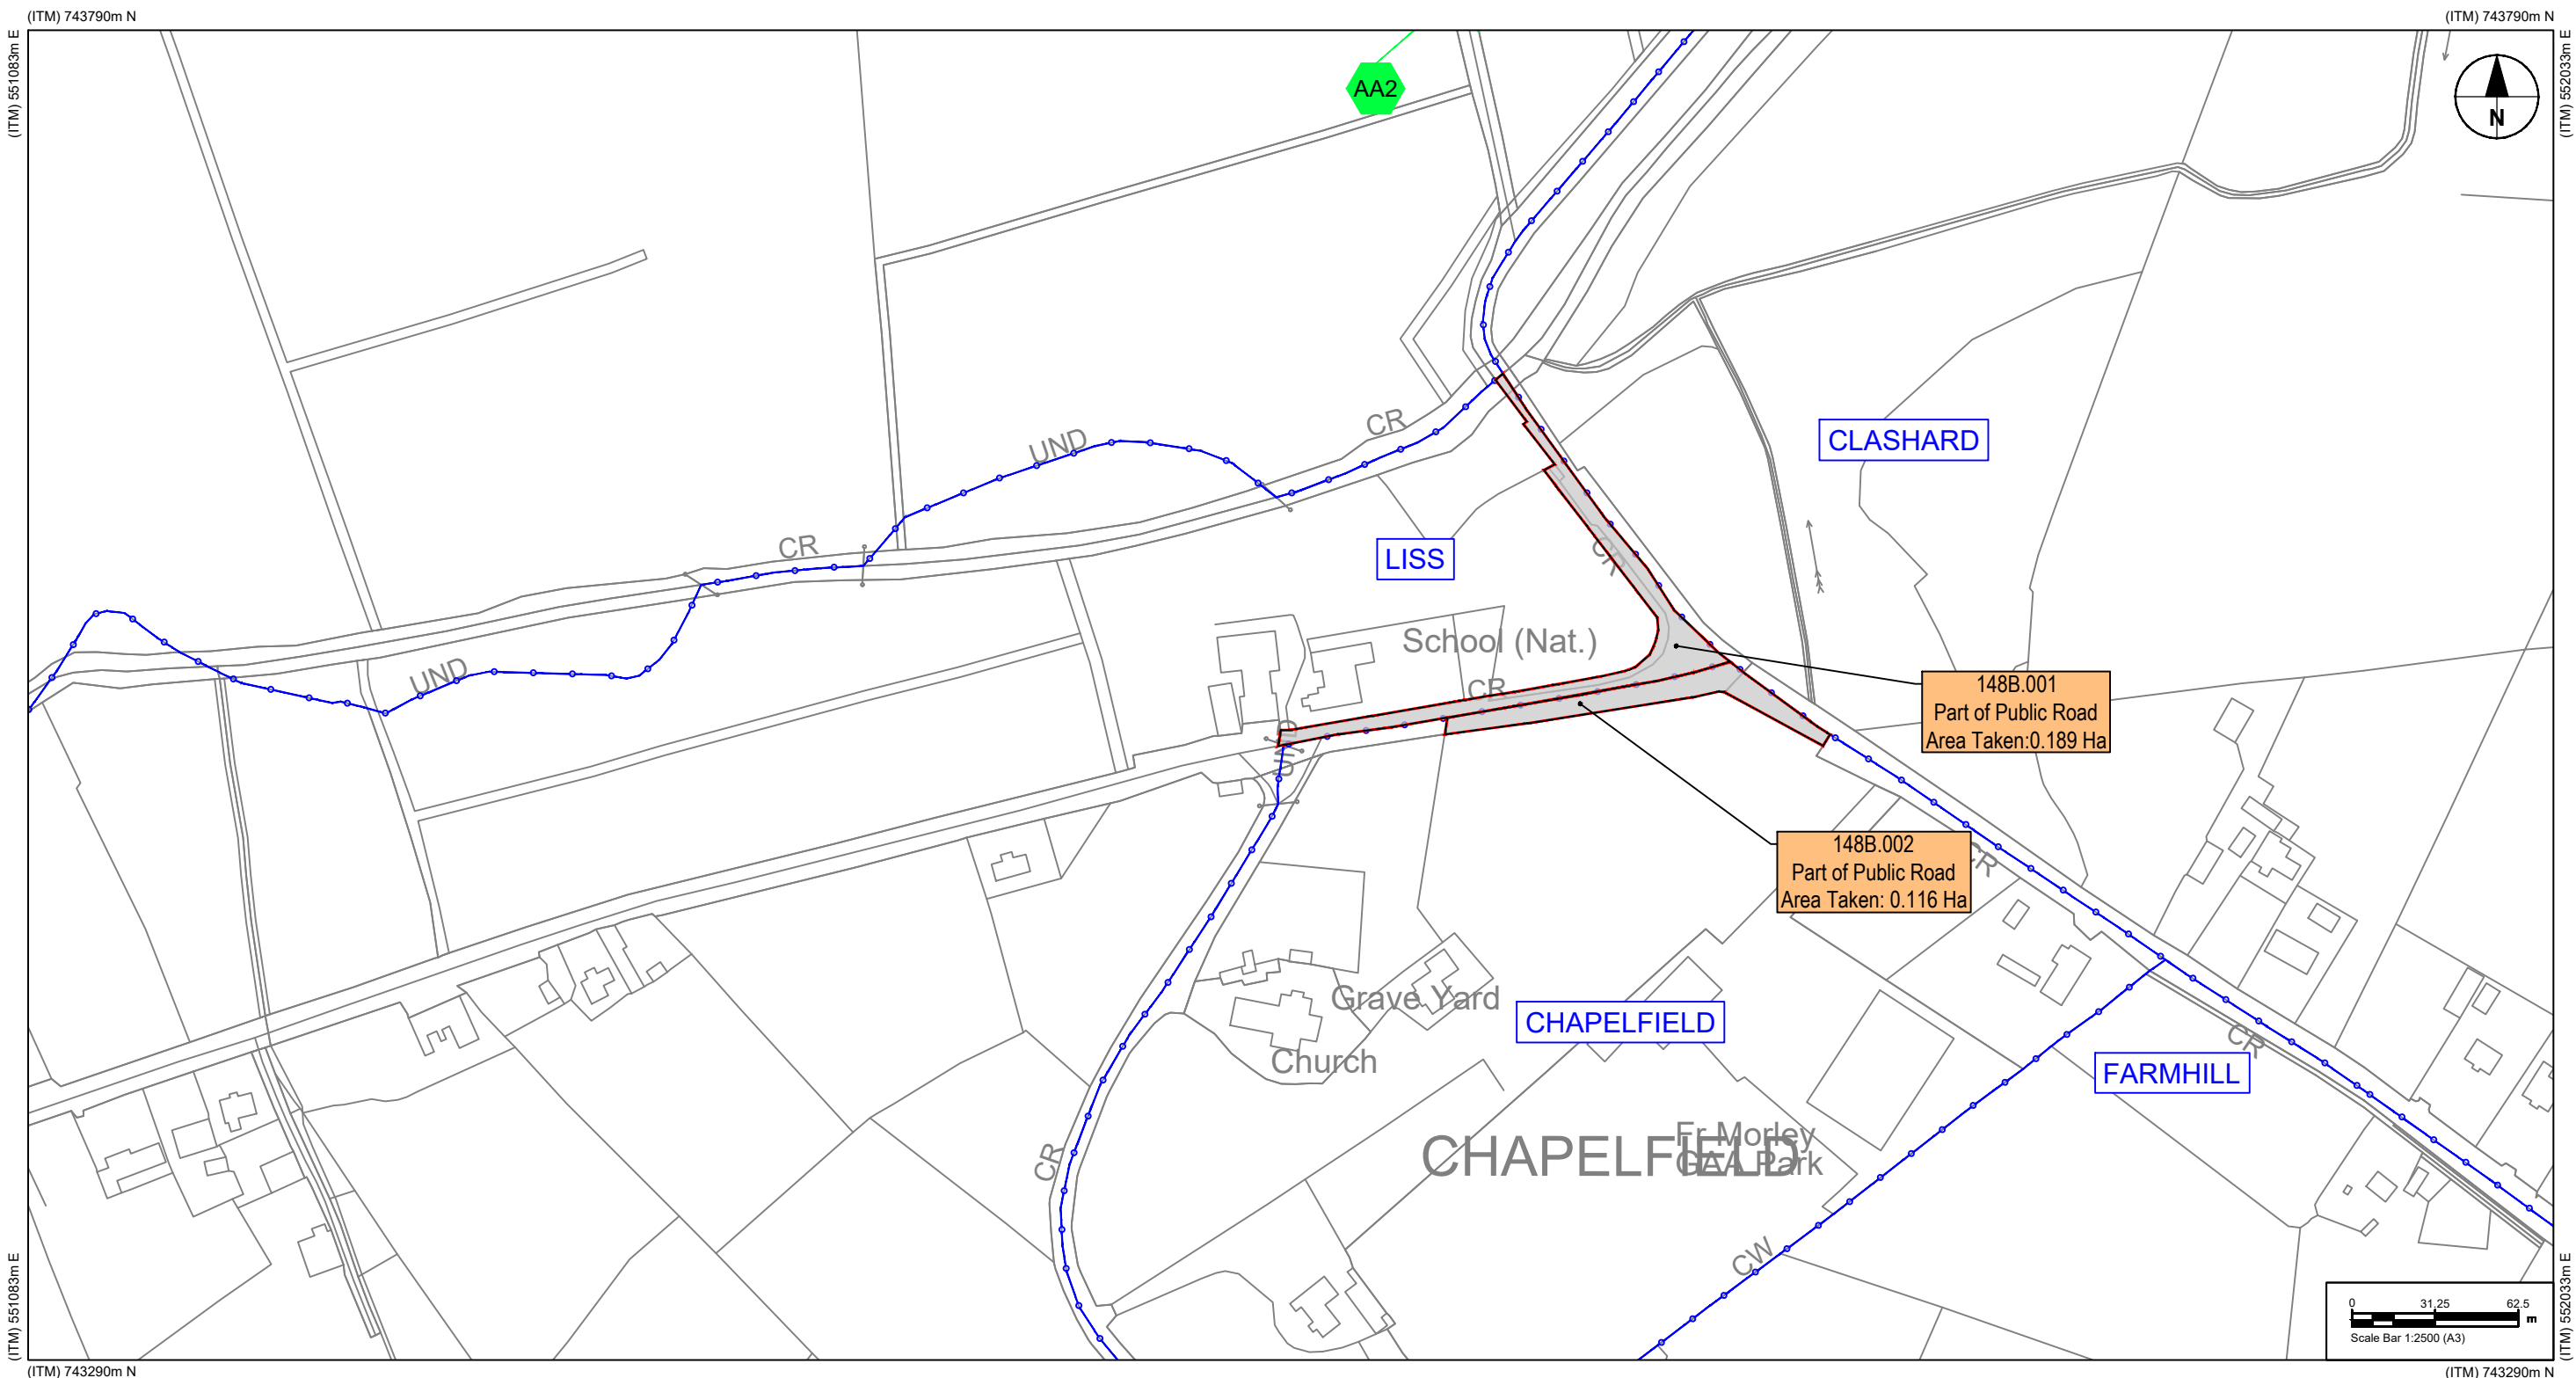 (ITM) 743790m N
(ITM) 743790m N
(ITM) 551083m E
(ITM) 552033m E
AA2
N
CR
UND
CLASHARD
CR
LISS
CR
School (Nat.)
UND
CR
148B.001
Part of Public Road
Area Taken:0.189 Ha
UND
148B.002
Part of Public Road
Area Taken: 0.116 Ha
CR
Grave Yard
CHAPELFIELD
CR
Church
FARMHILL
Fr Morley
GAA Park
CHAPELFIELD
CR
CW
(ITM) 551083m E
(ITM) 552033m E
0 31.25 62.5
m
Scale Bar 1:2500 (A3)
(ITM) 743290m N
(ITM) 743290m N